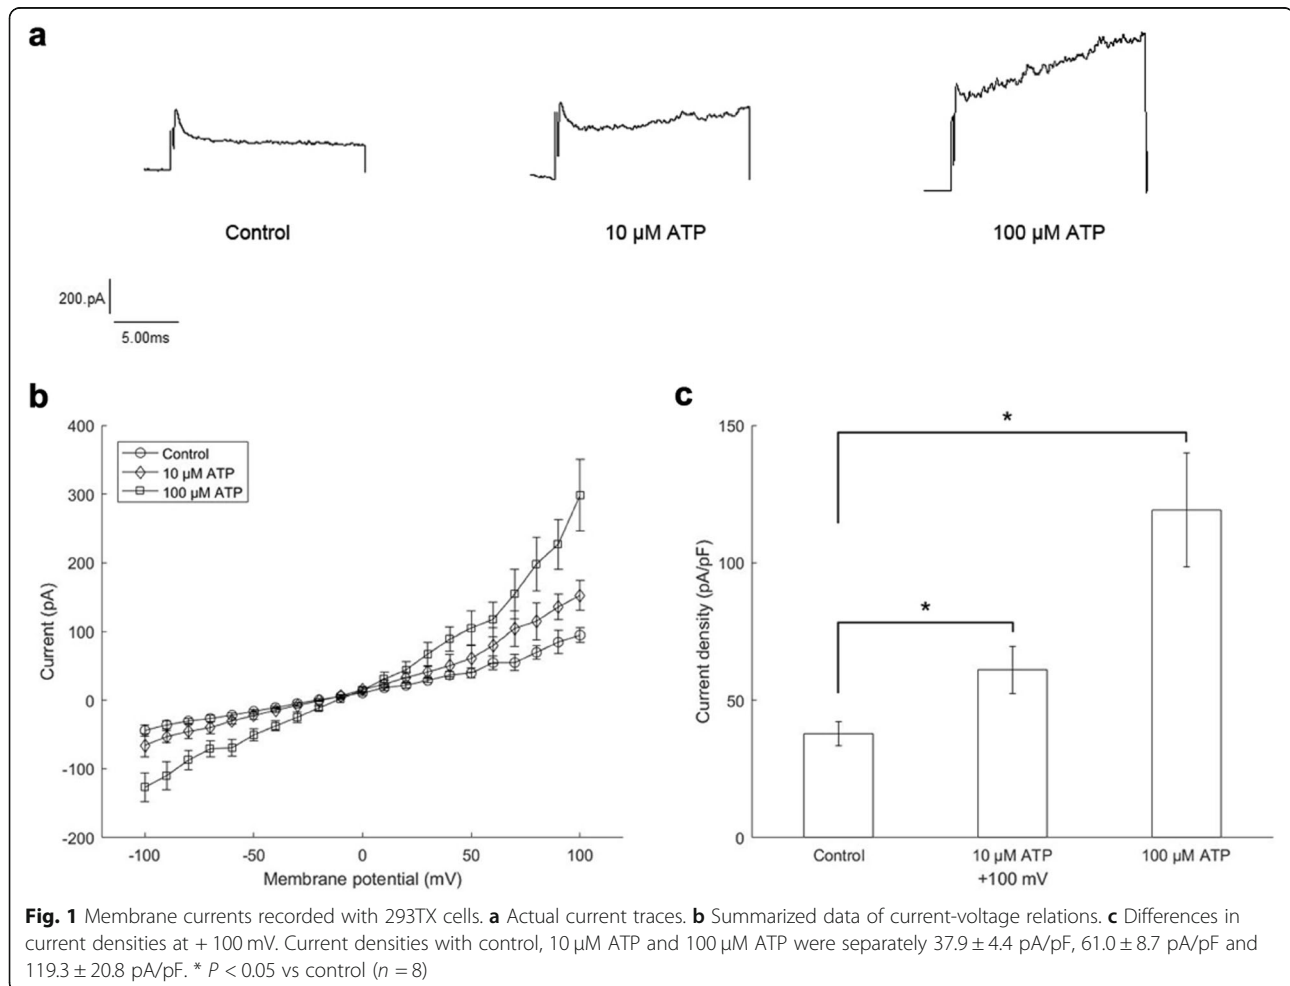 a
Control
10 µM ATP
100 µM ATP
200.pA
5.00ms
b
400
300
200
100
0
-100
-200
Current (pA)
Control
10 µM ATP
100 µM ATP
-100
-50
0
50
100
Membrane potential (mV)
c
150
100
50
0
Current density (pA/pF)
*
*
Control
10 µM ATP
100 µM ATP
+100 mV
Fig. 1 Membrane currents recorded with 293TX cells. a Actual current traces. b Summarized data of current-voltage relations. c Differences in
current densities at + 100 mV. Current densities with control, 10 µM ATP and 100 µM ATP were separately 37.9 ± 4.4 pA/pF, 61.0 ± 8.7 pA/pF and
119.3 ± 20.8 pA/pF. * P < 0.05 vs control (n = 8)